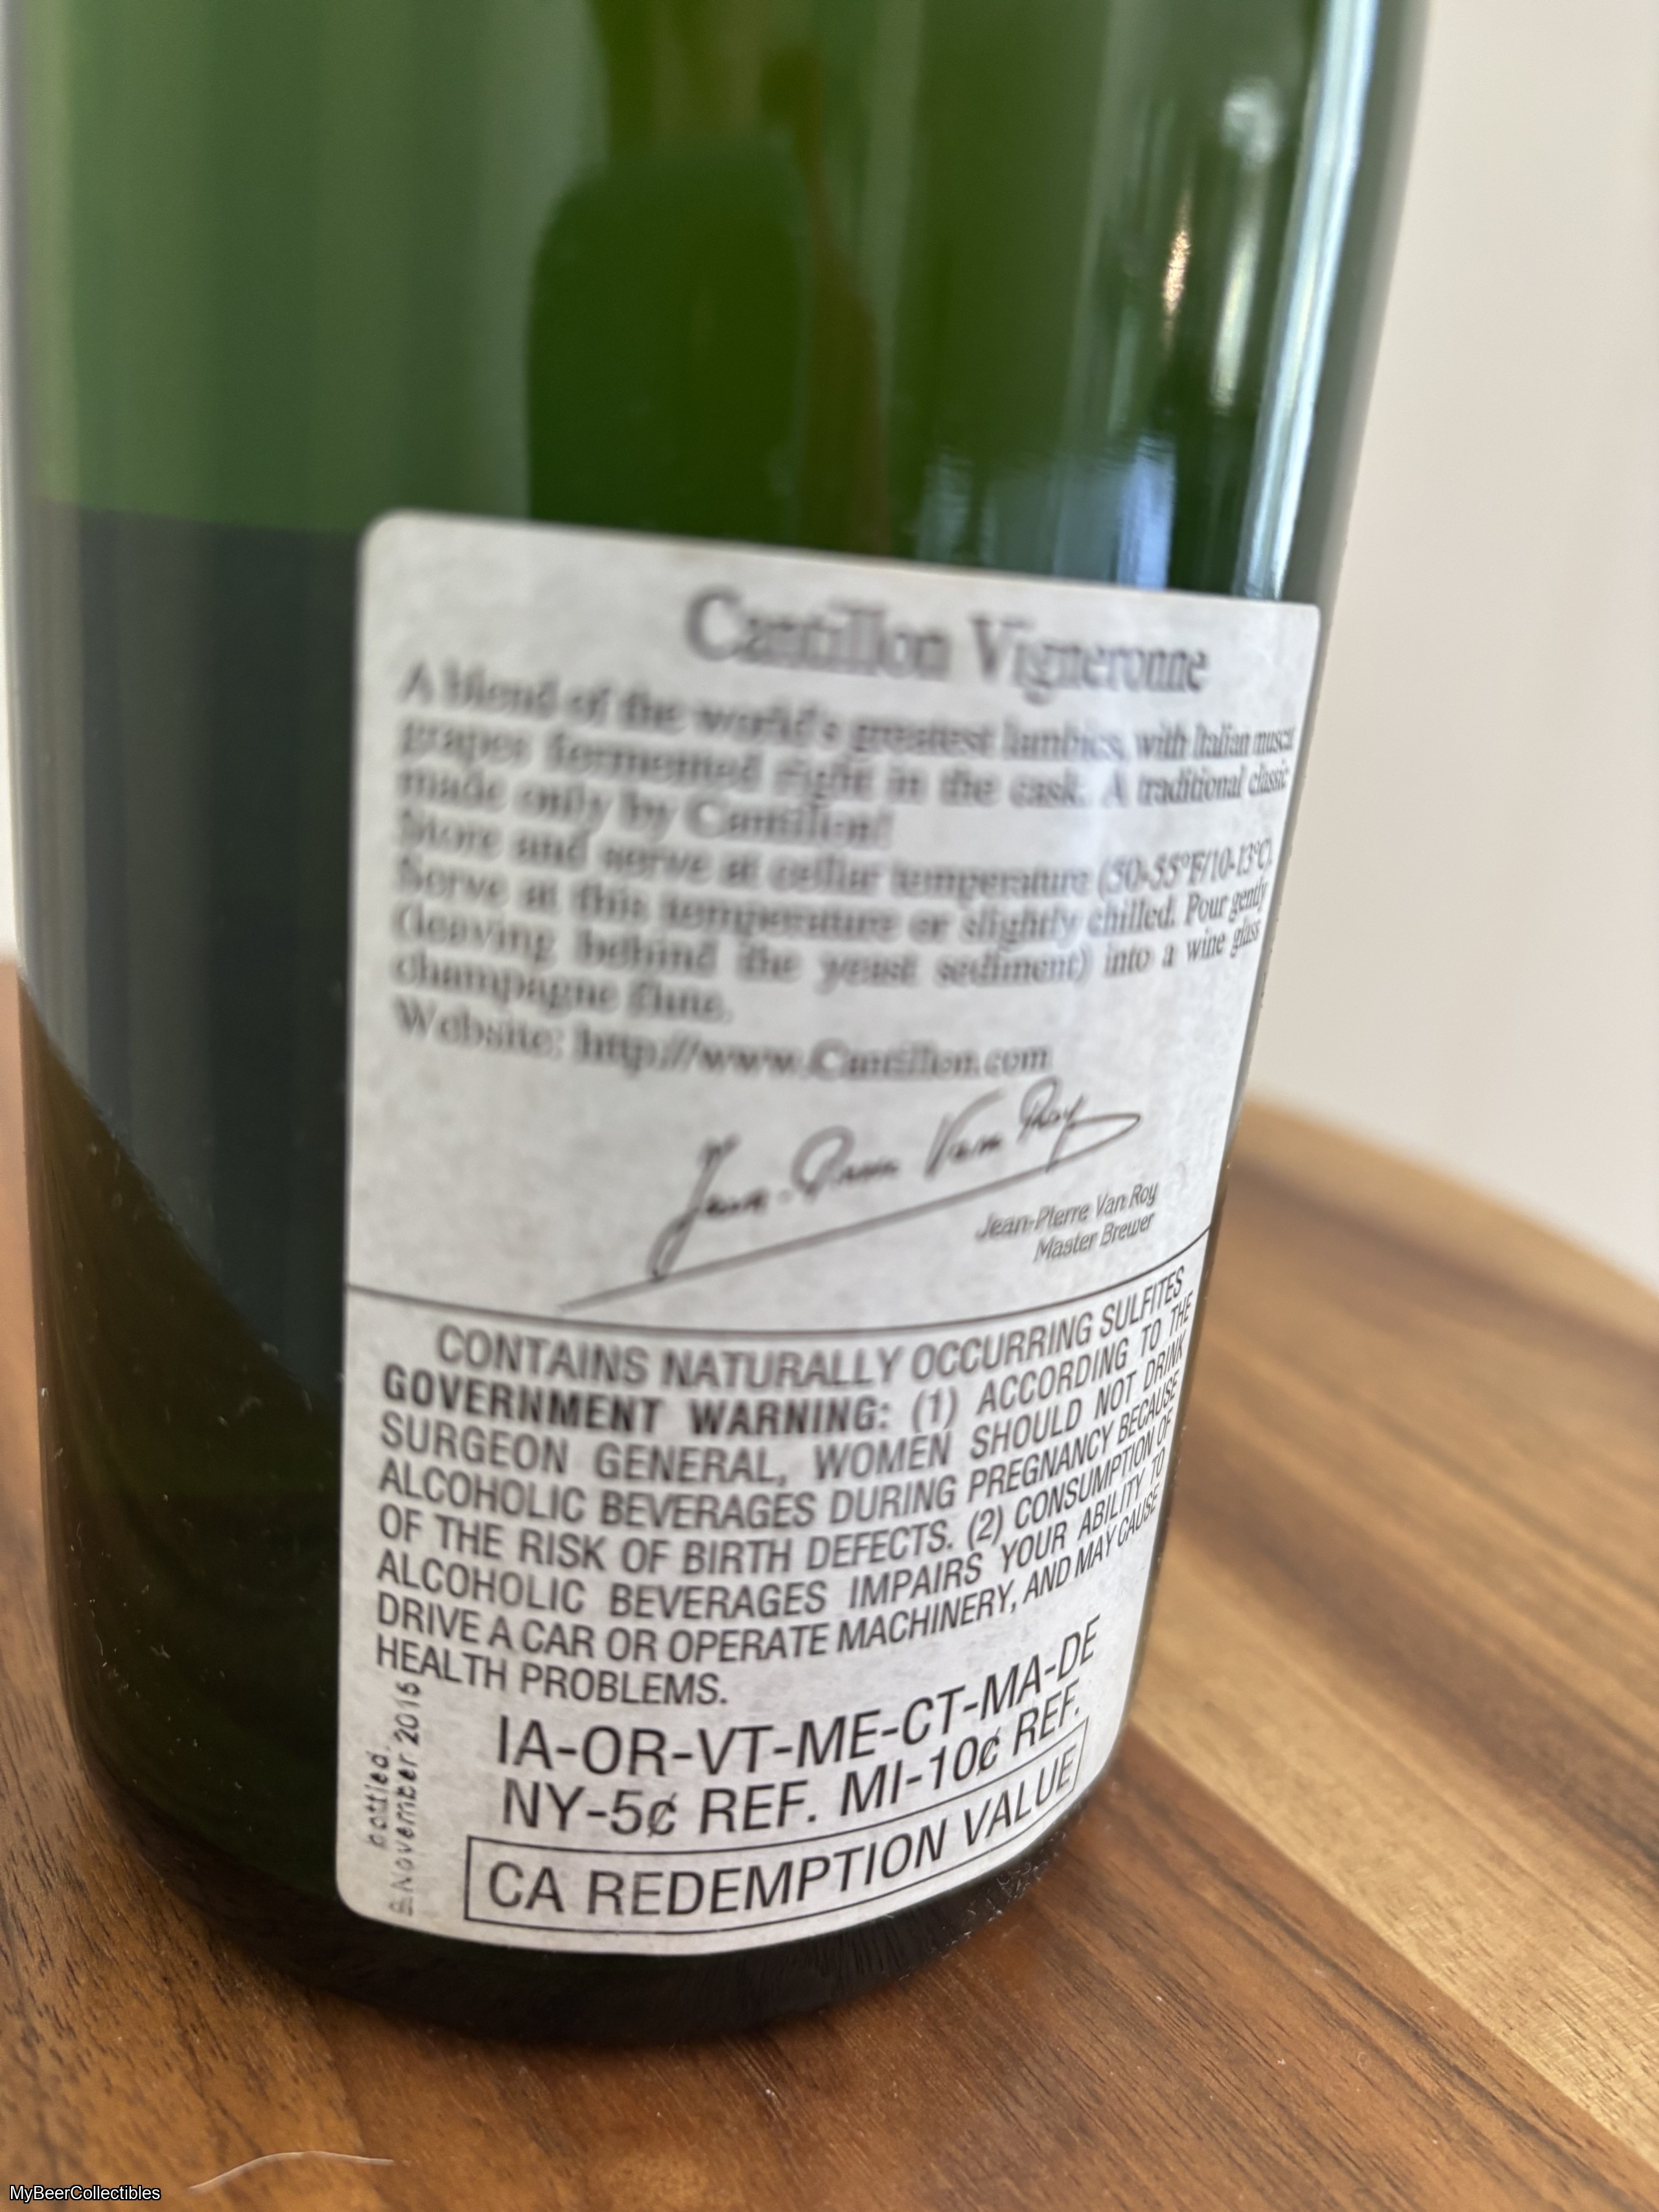 Cantillon Vigneronne
A blend of the world's greatest lambics, with Italian muscat
grapes fermented right in the cask. A traditional classic
made only by Cantillon!
Store and serve at cellar temperature (50-55°F/10-13°C).
Serve at this temperature or slightly chilled. Pour gently
(leaving behind the yeast sediment) into a wine glass
champagne flute.
Website: http://www.Cantillon.com
Jean-Pierre Van Roy
Jean-Pierre Van Roy
Master Brewer
CONTAINS NATURALLY OCCURRING SULFITES
GOVERNMENT WARNING: (1) ACCORDING TO THE
SURGEON GENERAL, WOMEN SHOULD NOT DRINK
ALCOHOLIC BEVERAGES DURING PREGNANCY BECAUSE
OF THE RISK OF BIRTH DEFECTS. (2) CONSUMPTION OF
ALCOHOLIC BEVERAGES IMPAIRS YOUR ABILITY TO
DRIVE A CAR OR OPERATE MACHINERY, AND MAY CAUSE
HEALTH PROBLEMS.
IA-OR-VT-ME-CT-MA-DE
NY-5¢ REF. MI-10¢ REF.
CA REDEMPTION VALUE
bottled
November 2015
MyBeerCollectibles